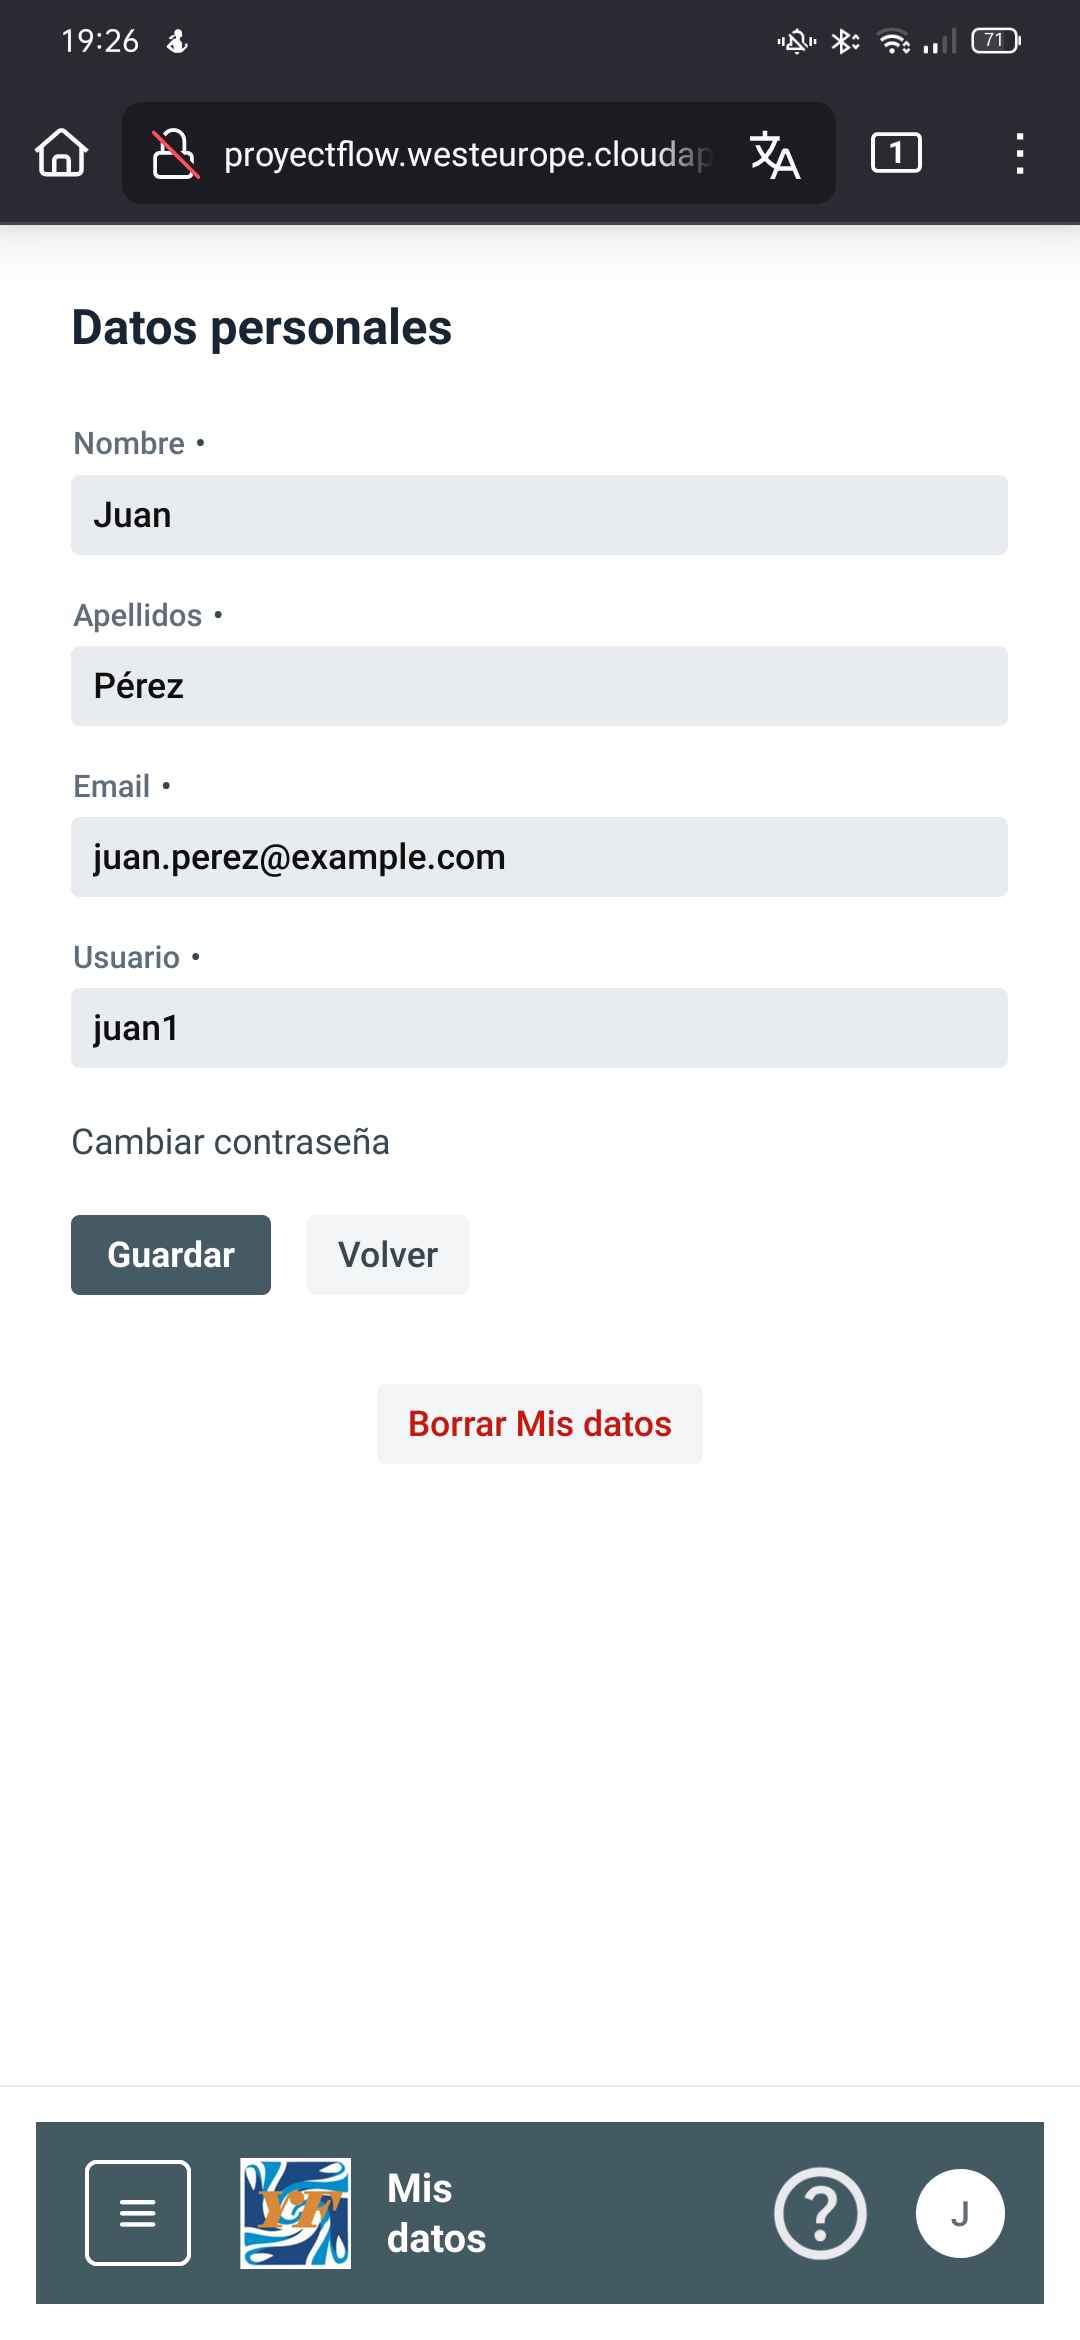 19:26
71
proyectflow.westeurope.cloudap
1
Datos personales
Nombre •
Juan
Apellidos •
Pérez
Email •
juan.perez@example.com
Usuario •
juan1
Cambiar contraseña
Guardar
Volver
Borrar Mis datos
YF
Mis
datos
?
J